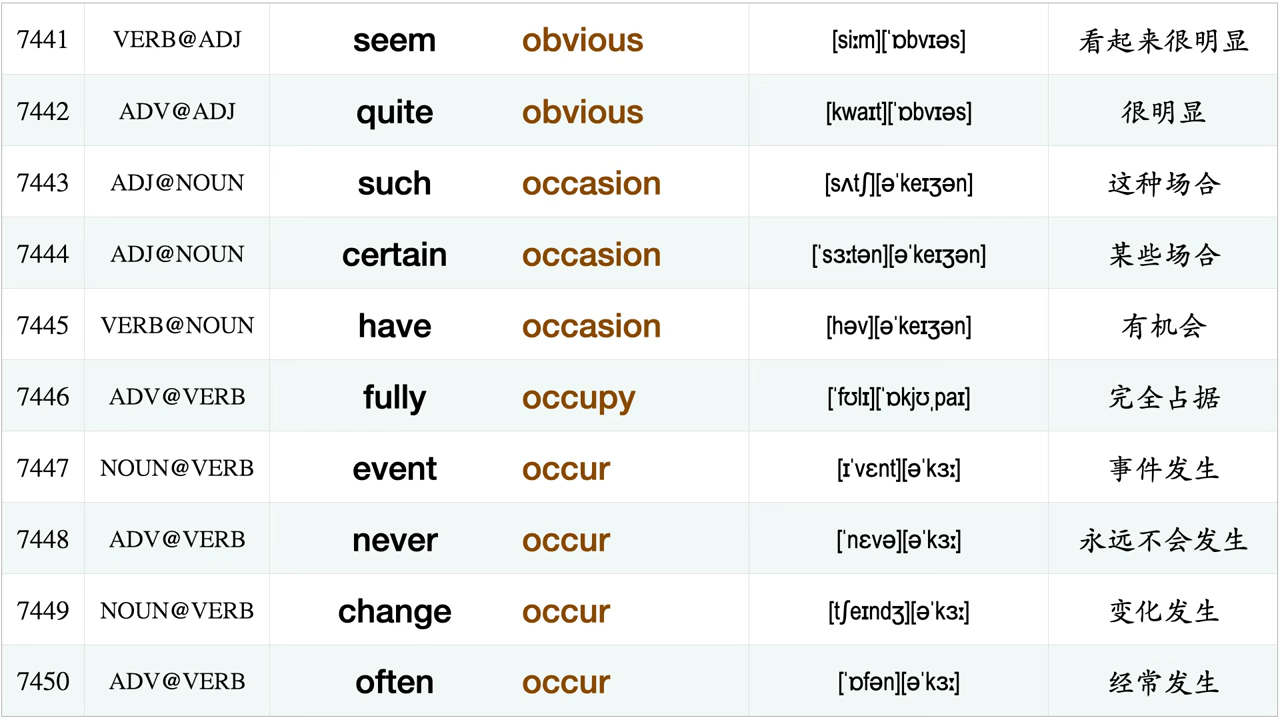 7441 VERB@ADJ seem obvious [siːm][ˈɒbvɪəs] 看起来很明显
7442 ADV@ADJ quite obvious [kwaɪt][ˈɒbvɪəs] 很明显
7443 ADJ@NOUN such occasion [sʌtʃ][əˈkeɪʒən] 这种场合
7444 ADJ@NOUN certain occasion [ˈsɜːtən][əˈkeɪʒən] 某些场合
7445 VERB@NOUN have occasion [həv][əˈkeɪʒən] 有机会
7446 ADV@VERB fully occupy [ˈfʊlɪ][ˈɒkjʊˌpaɪ] 完全占据
7447 NOUN@VERB event occur [ɪˈvɛnt][əˈkɜː] 事件发生
7448 ADV@VERB never occur [ˈnɛvə][əˈkɜː] 永远不会发生
7449 NOUN@VERB change occur [tʃeɪndʒ][əˈkɜː] 变化发生
7450 ADV@VERB often occur [ˈɒfən][əˈkɜː] 经常发生